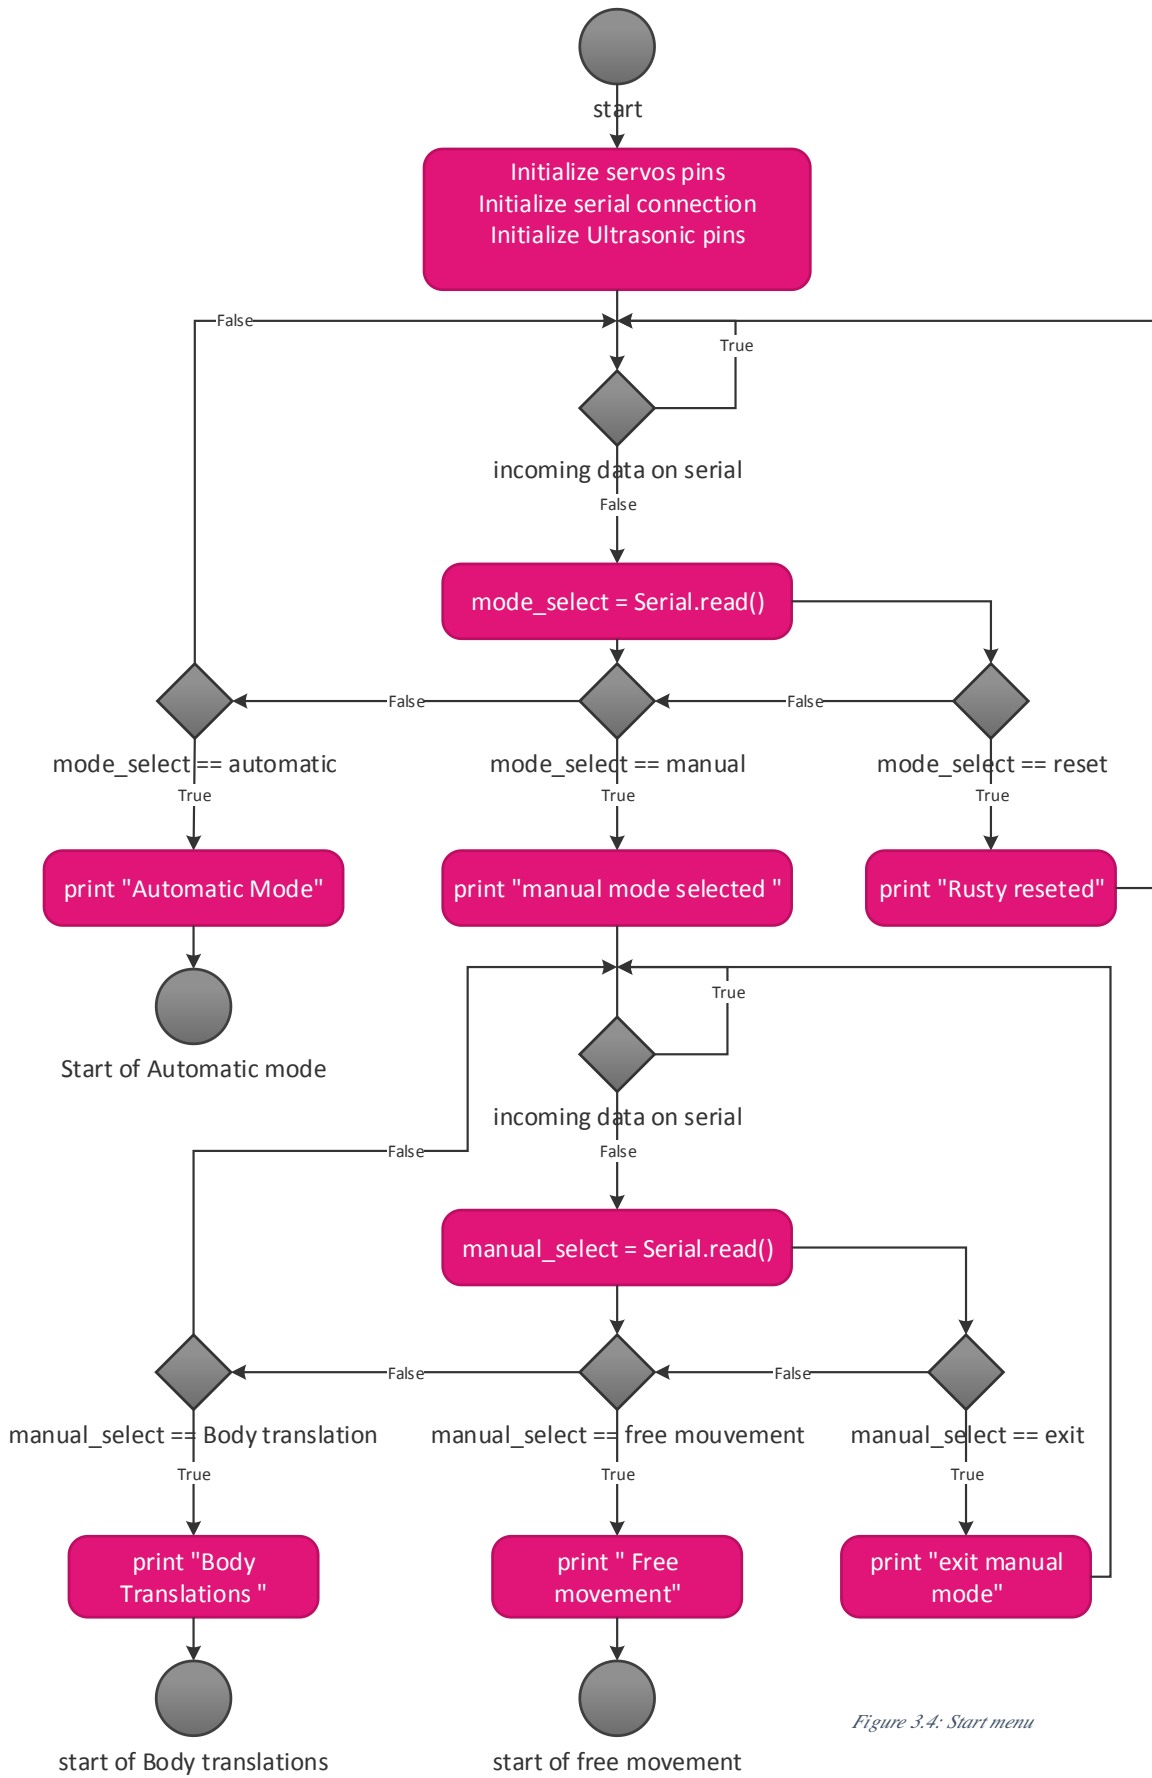 start
Initialize servos pins
Initialize serial connection
Initialize Ultrasonic pins
False
True
incoming data on serial
False
mode_select = Serial.read()
False
False
mode_select == automatic
mode_select == manual
mode_select == reset
True
True
True
print "Automatic Mode"
print "manual mode selected "
print "Rusty reseted"
True
Start of Automatic mode
incoming data on serial
False
False
manual_select = Serial.read()
False
False
manual_select == Body translation
manual_select == free mouvement
manual_select == exit
True
True
True
print "Body
Translations "
print " Free
movement"
print "exit manual
mode"
Figure 3.4: Start menu
start of Body translations
start of free movement